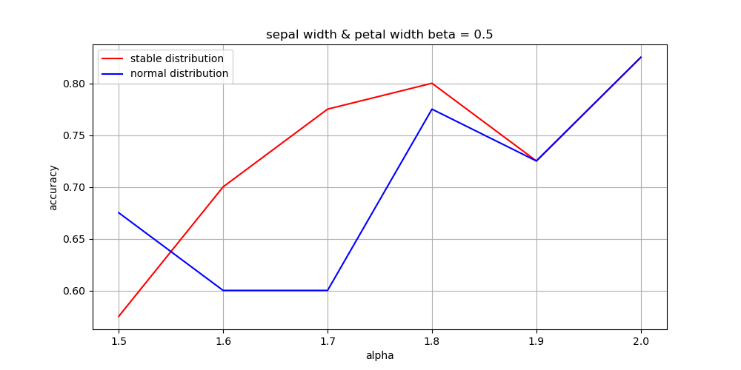 sepal width & petal width beta = 0.5
stable distribution
normal distribution
0.80
0.75
0.70
0.65
0.60
accuracy
1.5 1.6 1.7 1.8 1.9 2.0
alpha